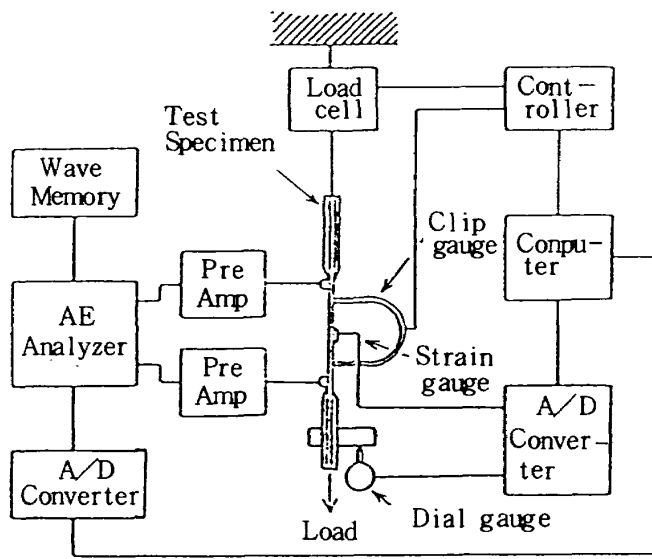 Load
cell
Cont-
roller
Test
Specimen
Wave
Memory
Clip
gauge
Conpu-
ter
Pre
Amp
AE
Analyzer
Strain
gauge
Pre
Amp
A/D
Conver-
ter
A/D
Converter
Load
Dial gauge